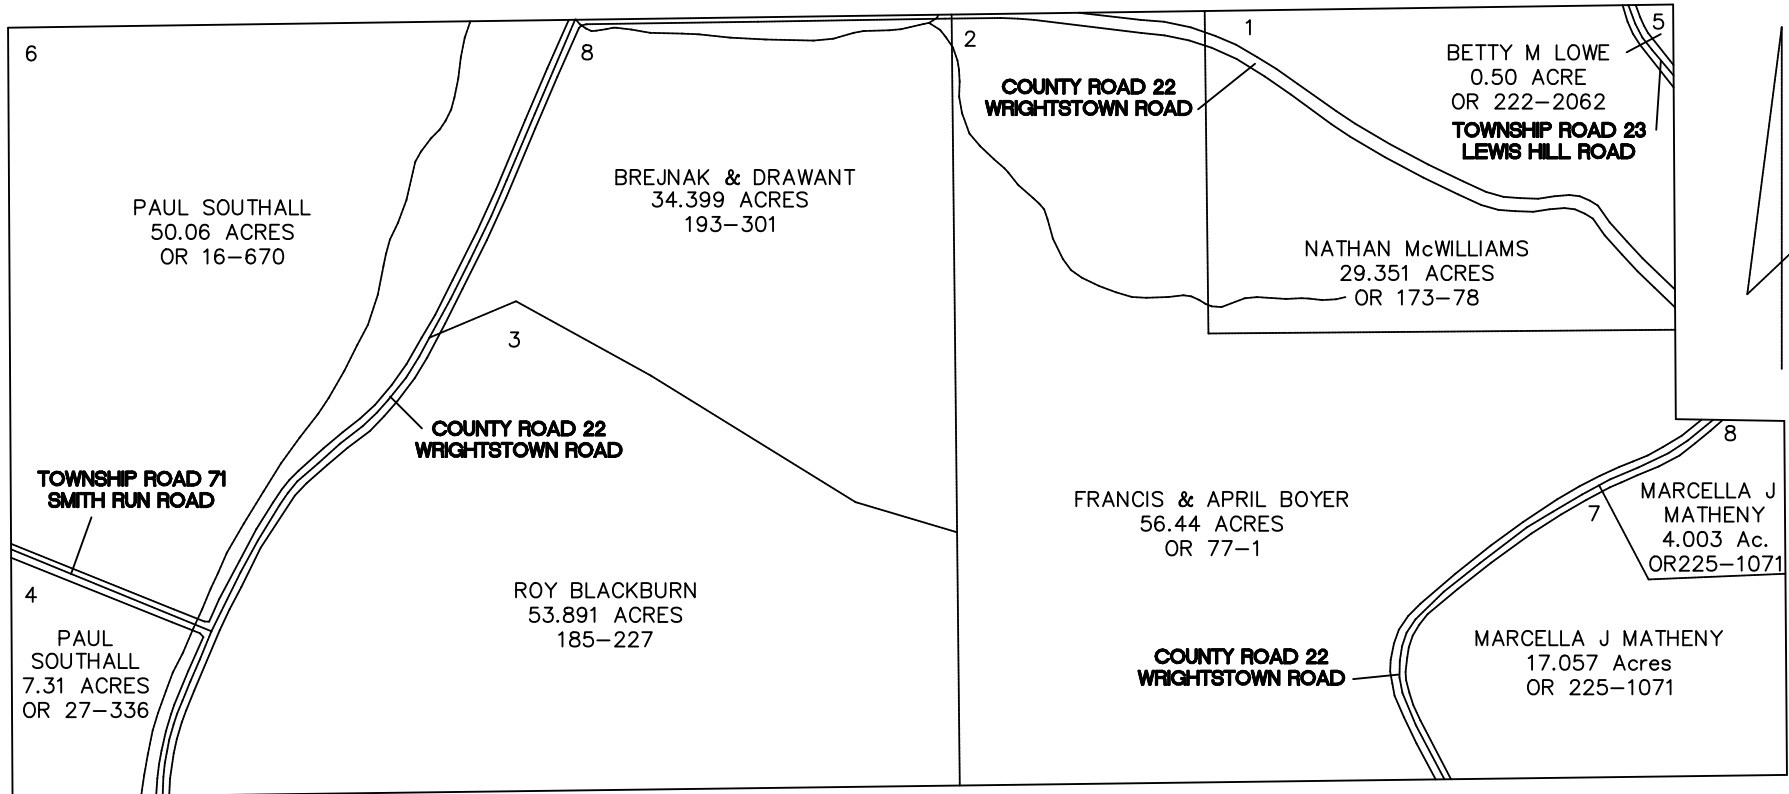 6
8
2
1
5
BETTY M LOWE
0.50 ACRE
OR 222-2062
COUNTY ROAD 22
WRIGHTSTOWN ROAD
TOWNSHIP ROAD 23
LEWIS HILL ROAD
PAUL SOUTHALL
50.06 ACRES
OR 16-670
BREJNAK & DRAWANT
34.399 ACRES
193-301
NATHAN McWILLIAMS
29.351 ACRES
OR 173-78
3
COUNTY ROAD 22
WRIGHTSTOWN ROAD
TOWNSHIP ROAD 71
SMITH RUN ROAD
8
FRANCIS & APRIL BOYER
56.44 ACRES
OR 77-1
7
MARCELLA J
MATHENY
4.003 Ac.
OR225-1071
4
PAUL
SOUTHALL
7.31 ACRES
OR 27-336
ROY BLACKBURN
53.891 ACRES
185-227
COUNTY ROAD 22
WRIGHTSTOWN ROAD
MARCELLA J MATHENY
17.057 Acres
OR 225-1071